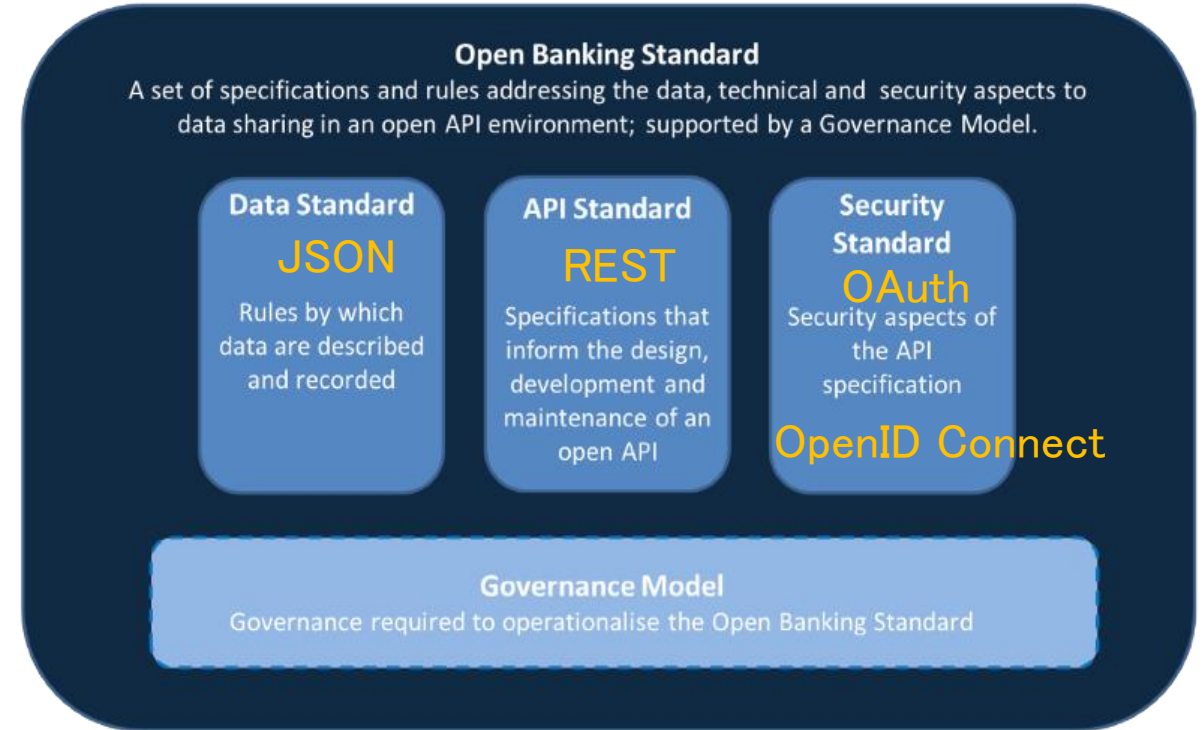 Open Banking Standard
A set of specifications and rules addressing the data, technical and security aspects to
data sharing in an open API environment; supported by a Governance Model.
Data Standard
JSON
Rules by which
data are described
and recorded
API Standard
REST
Specifications that
inform the design,
development and
maintenance of an
open API
Security
Standard
OAuth
Security aspects of
the API
specification
OpenID Connect
Governance Model
Governance required to operationalise the Open Banking Standard